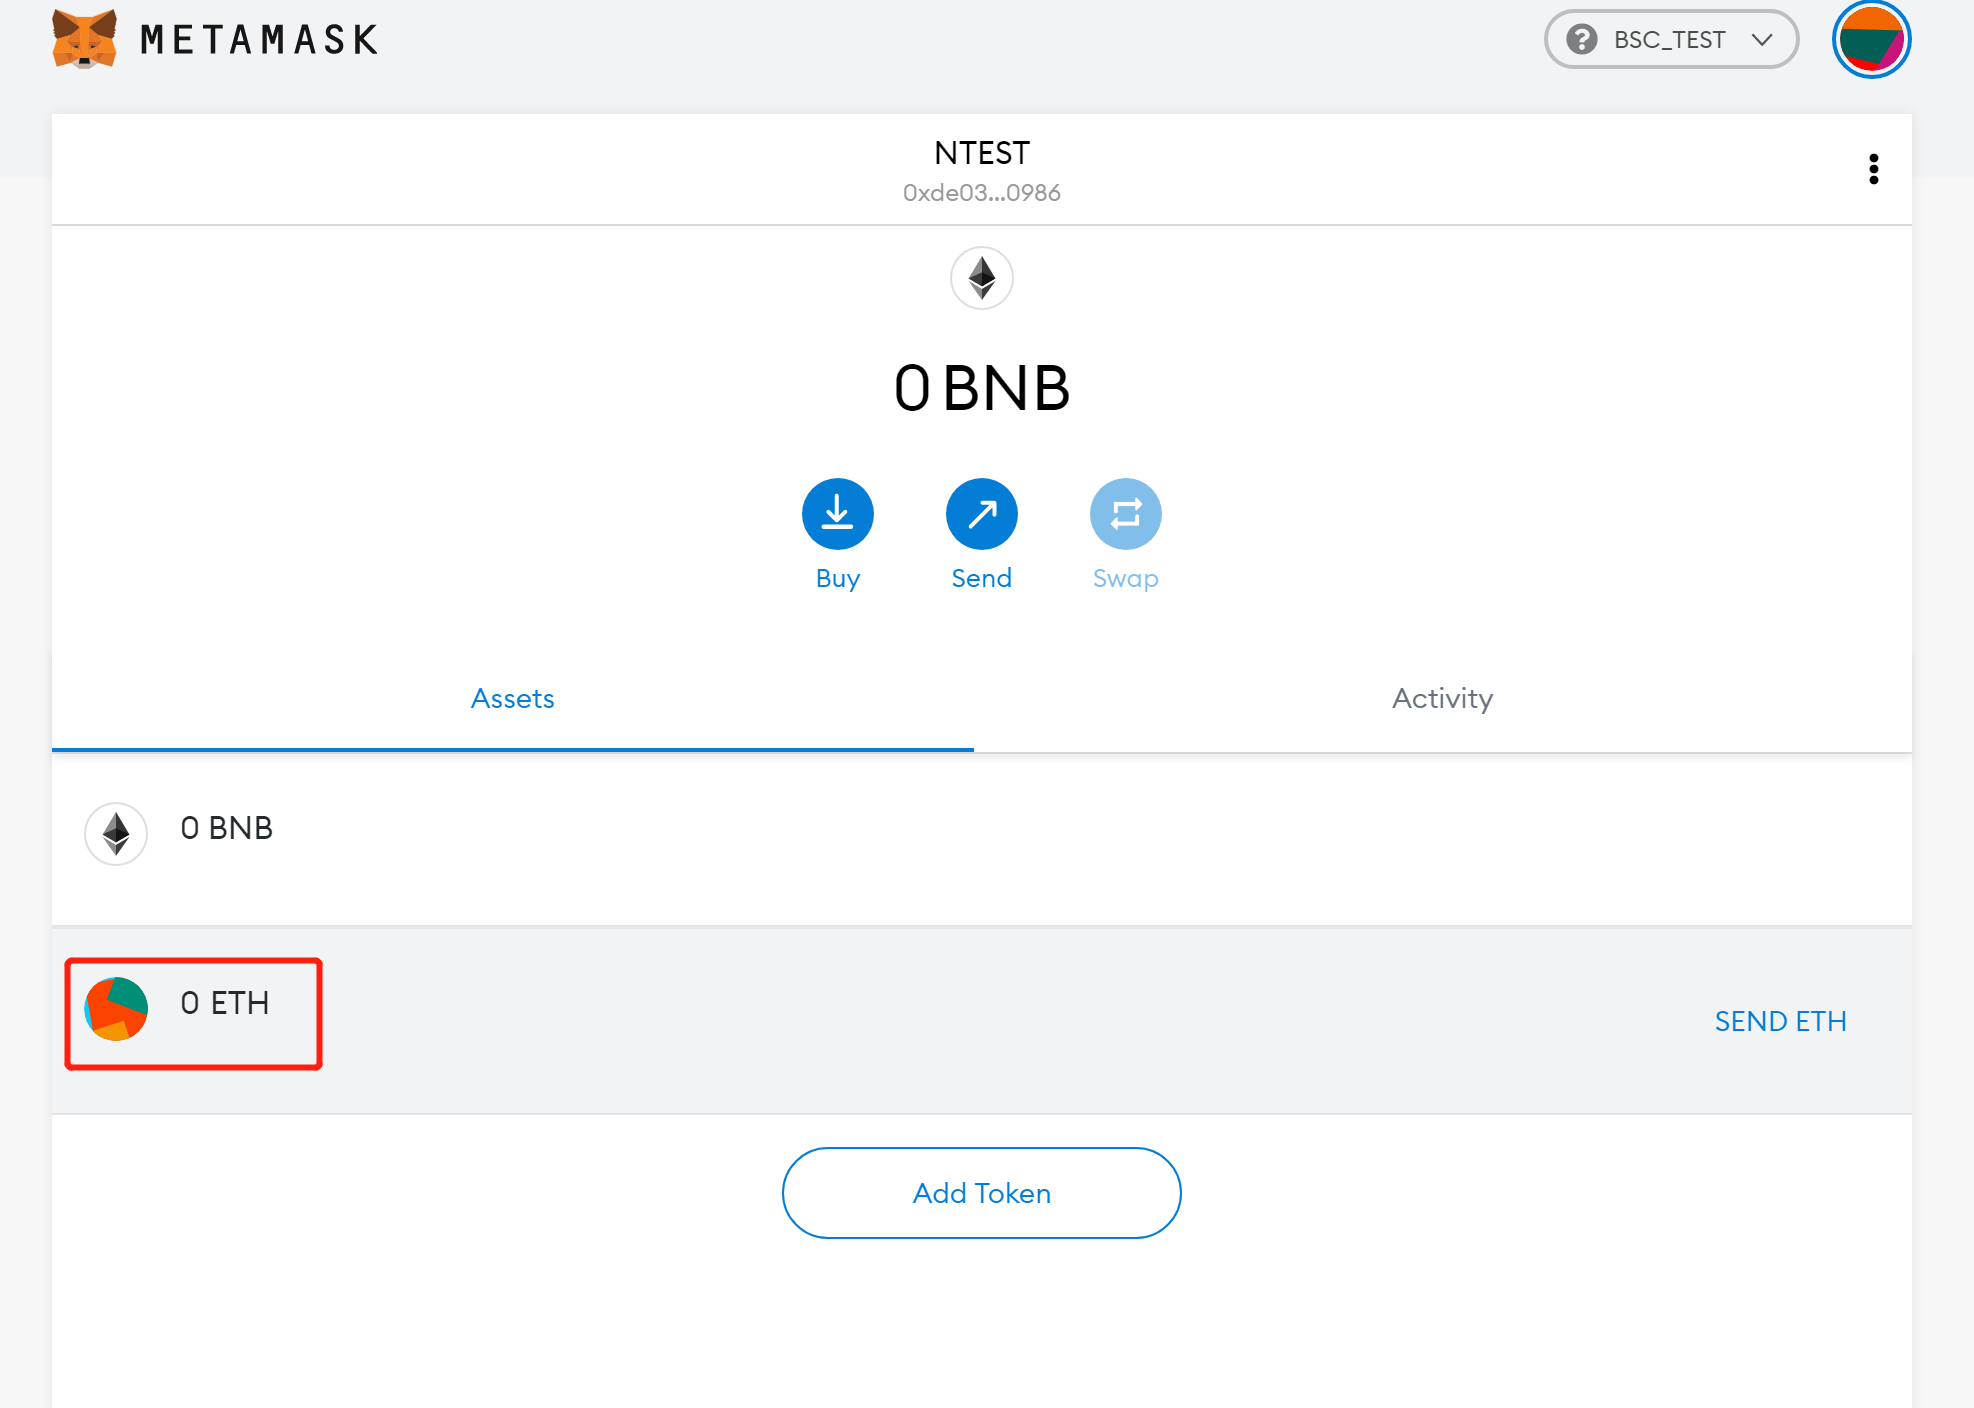 METAMASK
BSC_TEST
NTEST
0xde03...0986
0 BNB
Buy
Send
Swap
Assets
Activity
0 BNB
0 ETH
SEND ETH
Add Token